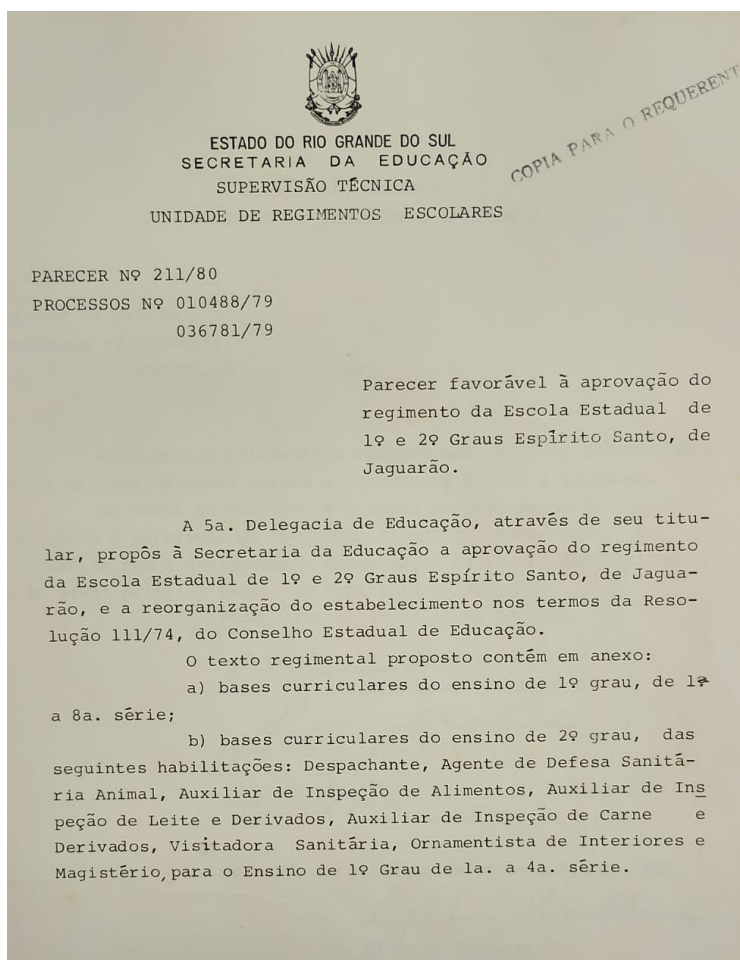 COPIA PARA O REQUERENT
ESTADO DO RIO GRANDE DO SUL
SECRETARIA DA EDUCAÇÃO
SUPERVISÃO TÉCNICA
UNIDADE DE REGIMENTOS ESCOLARES
PARECER Nº 211/80
PROCESSOS Nº 010488/79
036781/79
Parecer favorável à aprovação do
regimento da Escola Estadual de
1º e 2º Graus Espírito Santo, de
Jaguarão.
A 5a. Delegacia de Educação, através de seu titu-
lar, propôs à Secretaria da Educação a aprovação do regimento
da Escola Estadual de 1º e 2º Graus Espírito Santo, de Jagua-
rão, e a reorganização do estabelecimento nos termos da Reso-
lução 111/74, do Conselho Estadual de Educação.
O texto regimental proposto contém em anexo:
a) bases curriculares do ensino de 1º grau, de 1ª
a 8a. série;
b) bases curriculares do ensino de 2º grau, das
seguintes habilitações: Despachante, Agente de Defesa Sanitá-
ria Animal, Auxiliar de Inspeção de Alimentos, Auxiliar de Ins
peção de Leite e Derivados, Auxiliar de Inspeção de Carne e
Derivados, Visitadora Sanitária, Ornamentista de Interiores e
Magistério, para o Ensino de 1º Grau de 1a. a 4a. série.